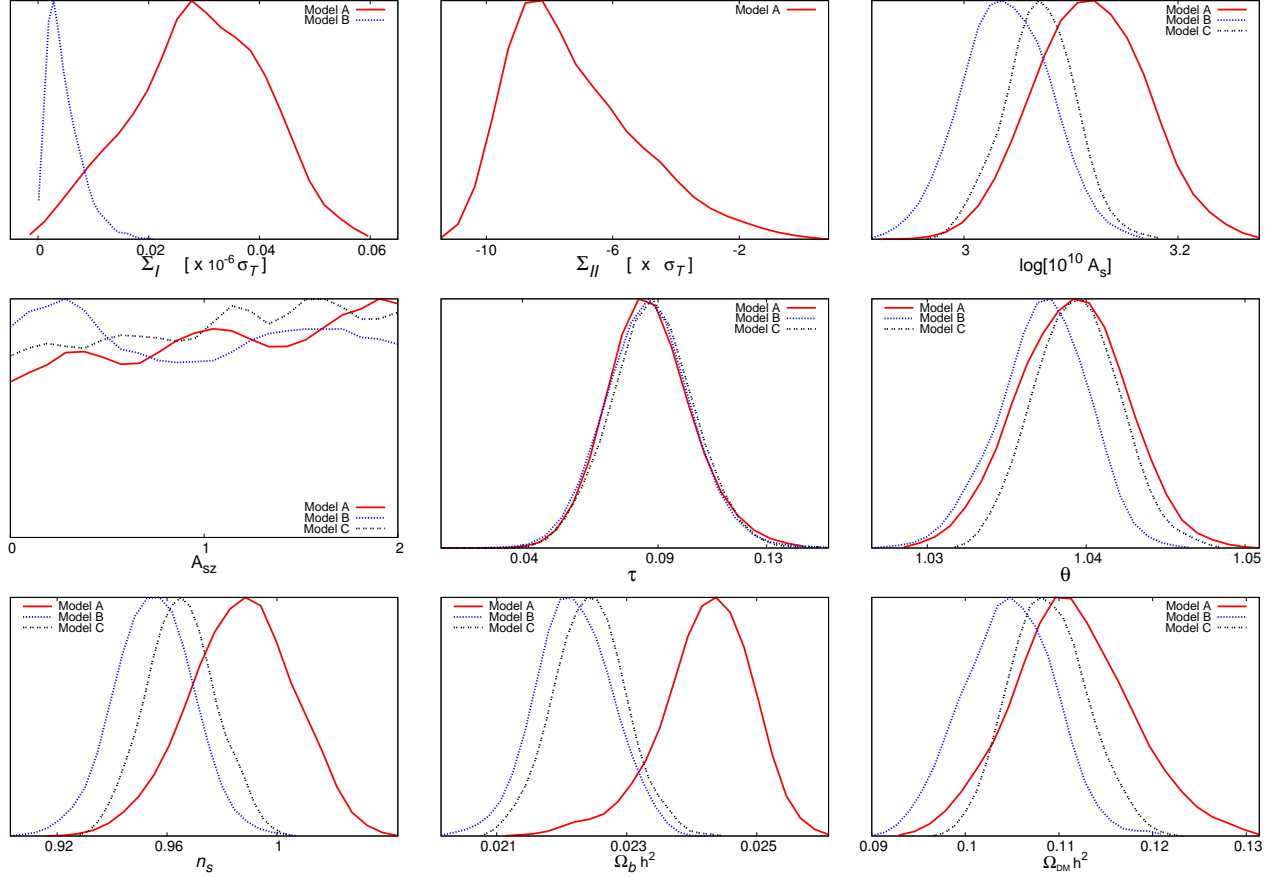 Model A
Model B
0 0.02 0.04 0.06
Σ_I [ x 10^-6 σ_T]
Model A
-10 -6 -2
Σ_II [ x σ_T]
Model A
Model B
Model C
3 3.2
log[10^10 A_s]
Model A
Model B
Model C
0 1 2
A_sz
Model A
Model B
Model C
0.04 0.09 0.13
τ
Model A
Model B
Model C
1.03 1.04 1.05
θ
Model A
Model B
Model C
0.92 0.96 1
n_s
Model A
Model B
Model C
0.021 0.023 0.025
Ω_b h^2
Model A
Model B
Model C
0.09 0.1 0.11 0.12 0.13
Ω_DM h^2